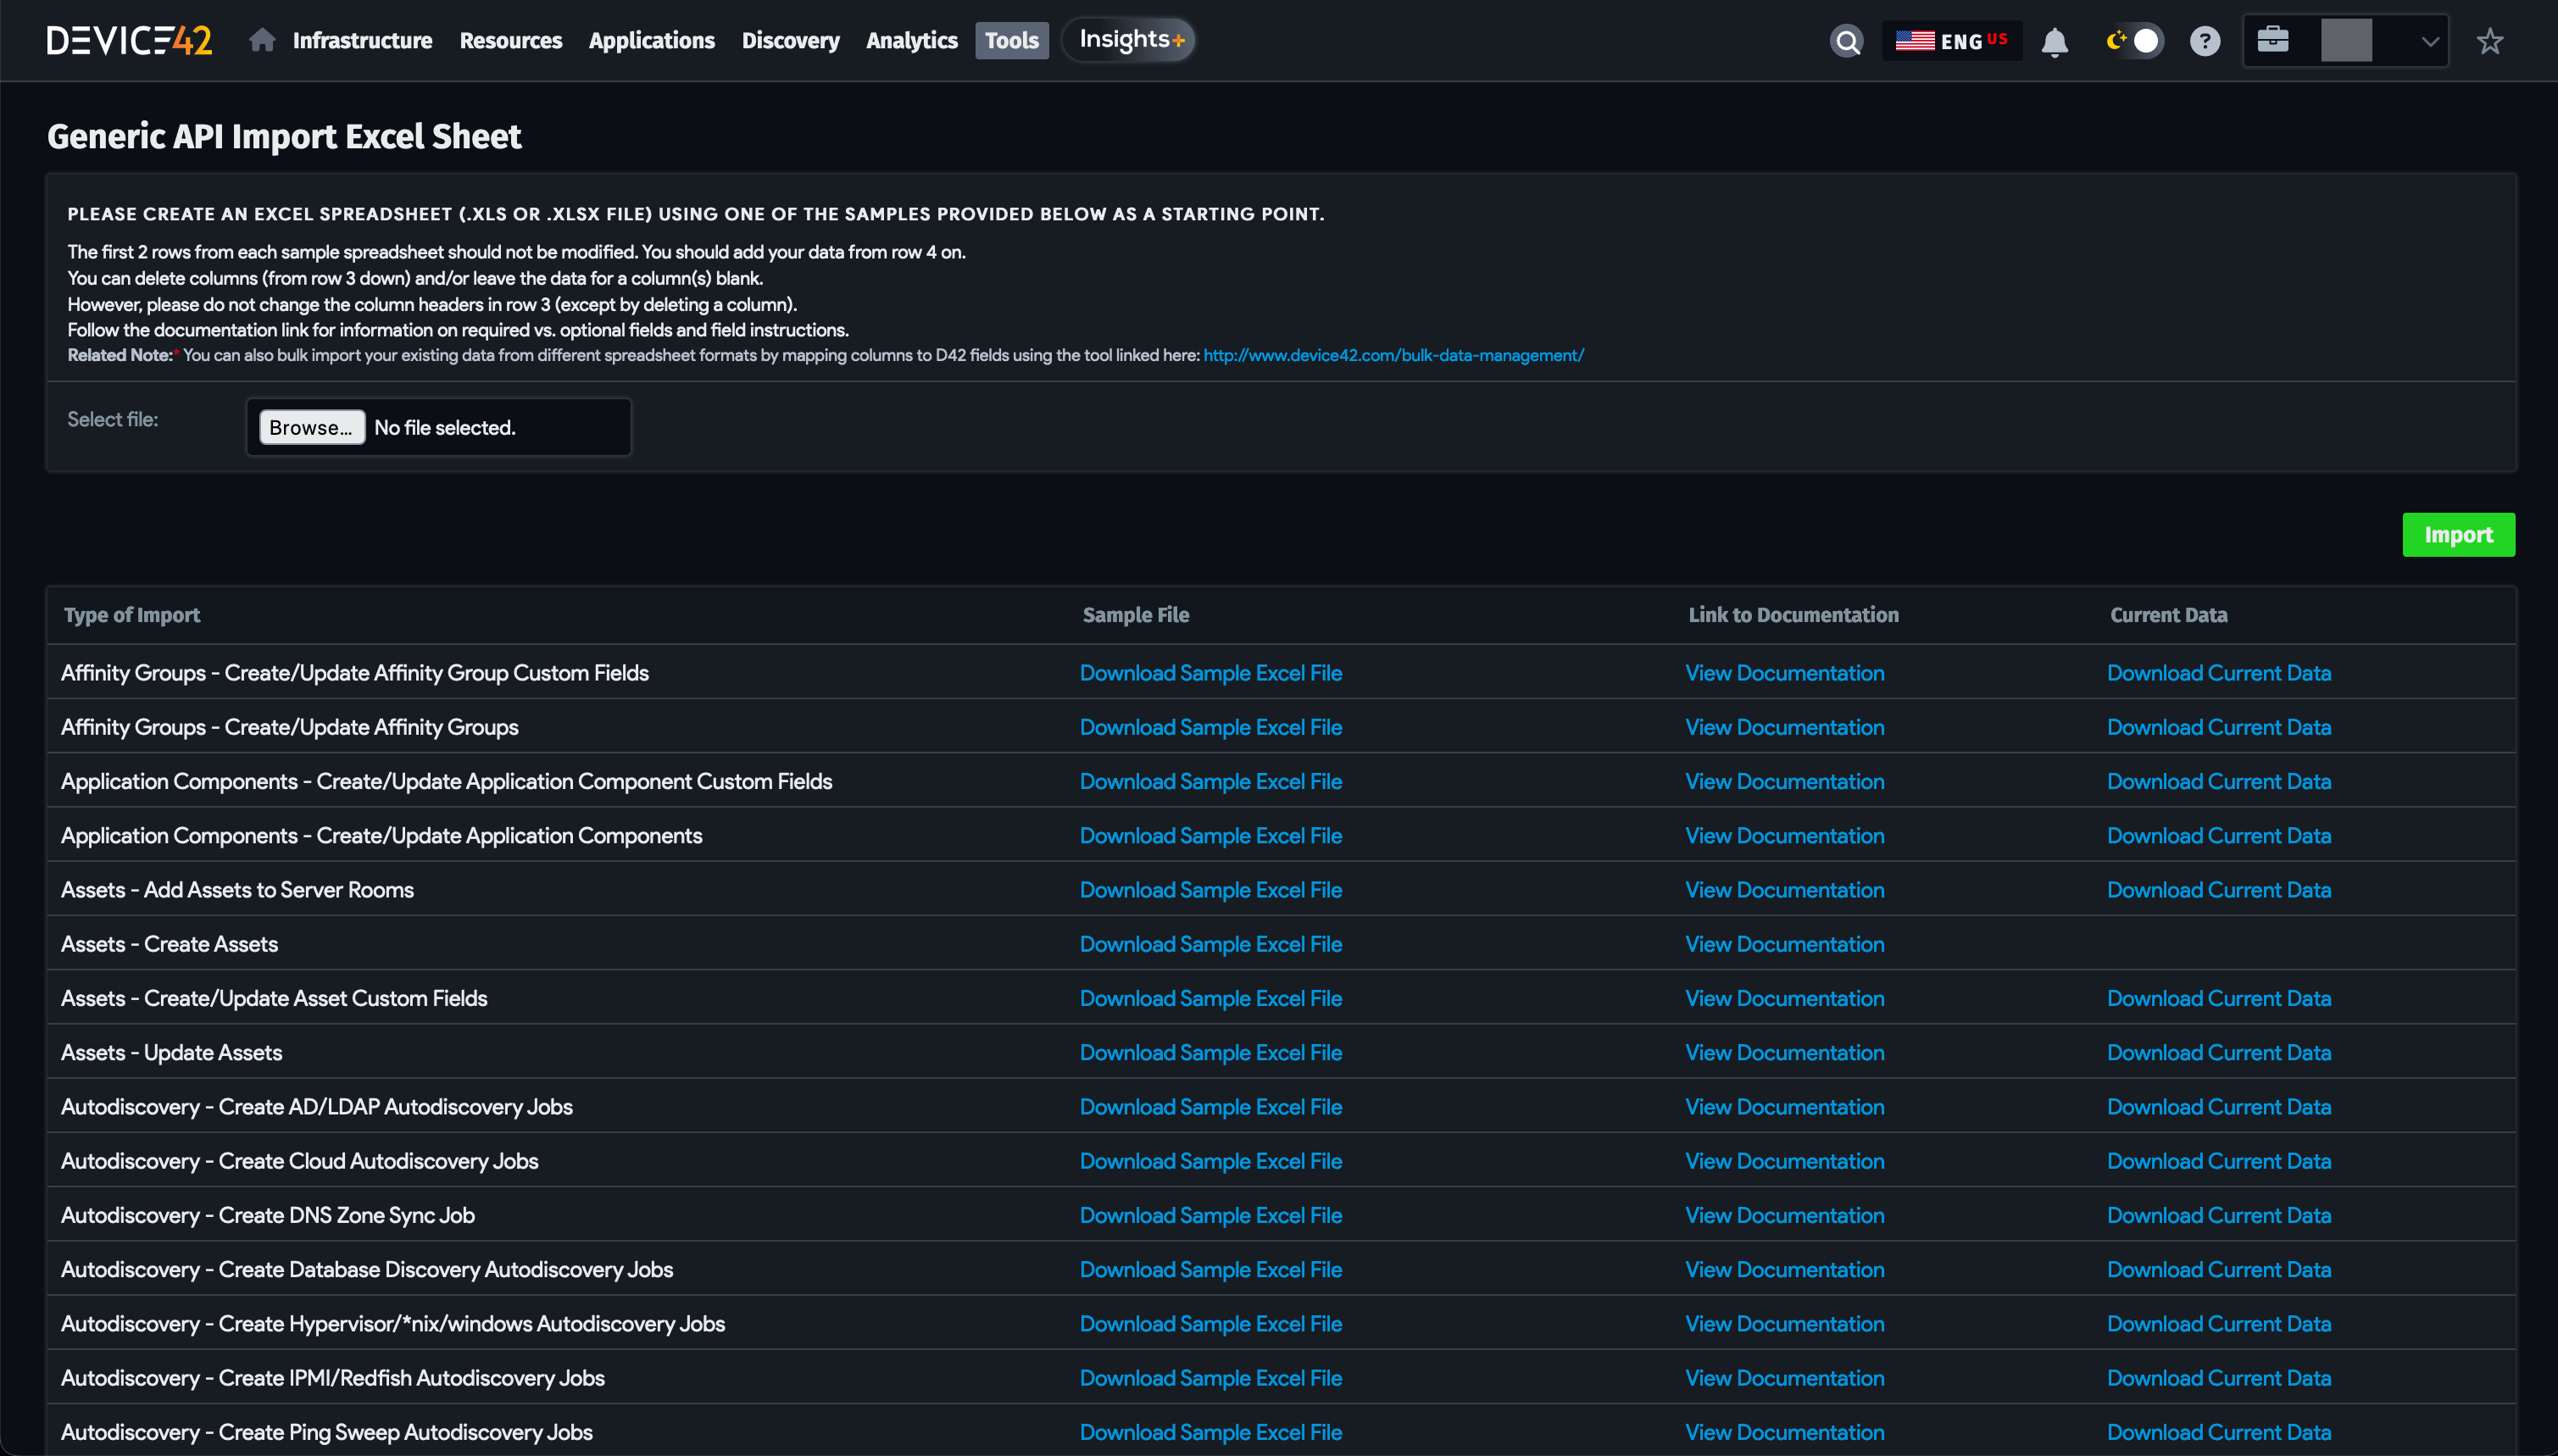 DEVICE42 Infrastructure Resources Applications Discovery Analytics Tools Insights+ ENG US ?
Generic API Import Excel Sheet
PLEASE CREATE AN EXCEL SPREADSHEET (.XLS OR .XLSX FILE) USING ONE OF THE SAMPLES PROVIDED BELOW AS A STARTING POINT.
The first 2 rows from each sample spreadsheet should not be modified. You should add your data from row 4 on.
You can delete columns (from row 3 down) and/or leave the data for a column(s) blank.
However, please do not change the column headers in row 3 (except by deleting a column).
Follow the documentation link for information on required vs. optional fields and field instructions.
Related Note:* You can also bulk import your existing data from different spreadsheet formats by mapping columns to D42 fields using the tool linked here: http://www.device42.com/bulk-data-management/
Select file: Browse... No file selected.
Import
Type of Import Sample File Link to Documentation Current Data
Affinity Groups - Create/Update Affinity Group Custom Fields Download Sample Excel File View Documentation Download Current Data
Affinity Groups - Create/Update Affinity Groups Download Sample Excel File View Documentation Download Current Data
Application Components - Create/Update Application Component Custom Fields Download Sample Excel File View Documentation Download Current Data
Application Components - Create/Update Application Components Download Sample Excel File View Documentation Download Current Data
Assets - Add Assets to Server Rooms Download Sample Excel File View Documentation Download Current Data
Assets - Create Assets Download Sample Excel File View Documentation
Assets - Create/Update Asset Custom Fields Download Sample Excel File View Documentation Download Current Data
Assets - Update Assets Download Sample Excel File View Documentation Download Current Data
Autodiscovery - Create AD/LDAP Autodiscovery Jobs Download Sample Excel File View Documentation Download Current Data
Autodiscovery - Create Cloud Autodiscovery Jobs Download Sample Excel File View Documentation Download Current Data
Autodiscovery - Create DNS Zone Sync Job Download Sample Excel File View Documentation Download Current Data
Autodiscovery - Create Database Discovery Autodiscovery Jobs Download Sample Excel File View Documentation Download Current Data
Autodiscovery - Create Hypervisor/*nix/windows Autodiscovery Jobs Download Sample Excel File View Documentation Download Current Data
Autodiscovery - Create IPMI/Redfish Autodiscovery Jobs Download Sample Excel File View Documentation Download Current Data
Autodiscovery - Create Ping Sweep Autodiscovery Jobs Download Sample Excel File View Documentation Download Current Data